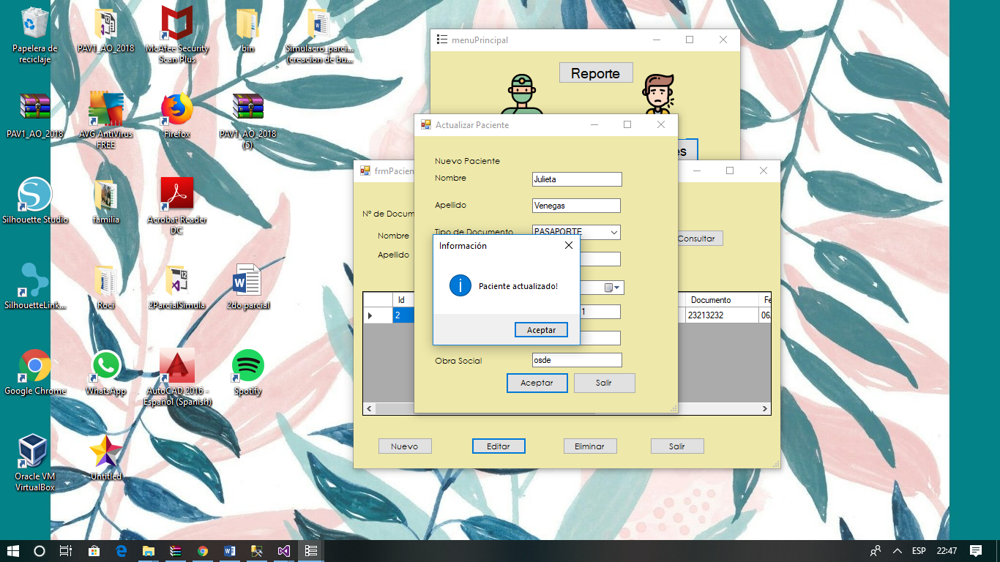 Papelera de
reciclaje
PAV1_AO_2018
McAfee Security
Scan Plus
bin
Simulacro_parci...
(creacion de bu...
PAV1_AO_2018
AVG AntiVirus
FREE
Firefox
PAV1_AO_2018
(5)
Silhouette Studio
familia
Acrobat Reader
DC
SilhouetteLink...
Roci
2ParcialSimula
2do parcial
Google Chrome
WhatsApp
AutoCAD 2016 -
Español (Spanish)
Spotify
Oracle VM
VirtualBox
Untitled
menuPrincipal
Reporte
es
Actualizar Paciente
Nuevo Paciente
Nombre
Julieta
Apellido
Venegas
Tipo de Documento
PASAPORTE
1
Obra Social
osde
Aceptar
Salir
Información
Paciente actualizado!
Aceptar
frmPacien
Nº de Docum
Nombre
Apellido
Consultar
Id
Documento
Fe
2
23213232
06.
Nuevo
Editar
Eliminar
Salir
ESP
22:47